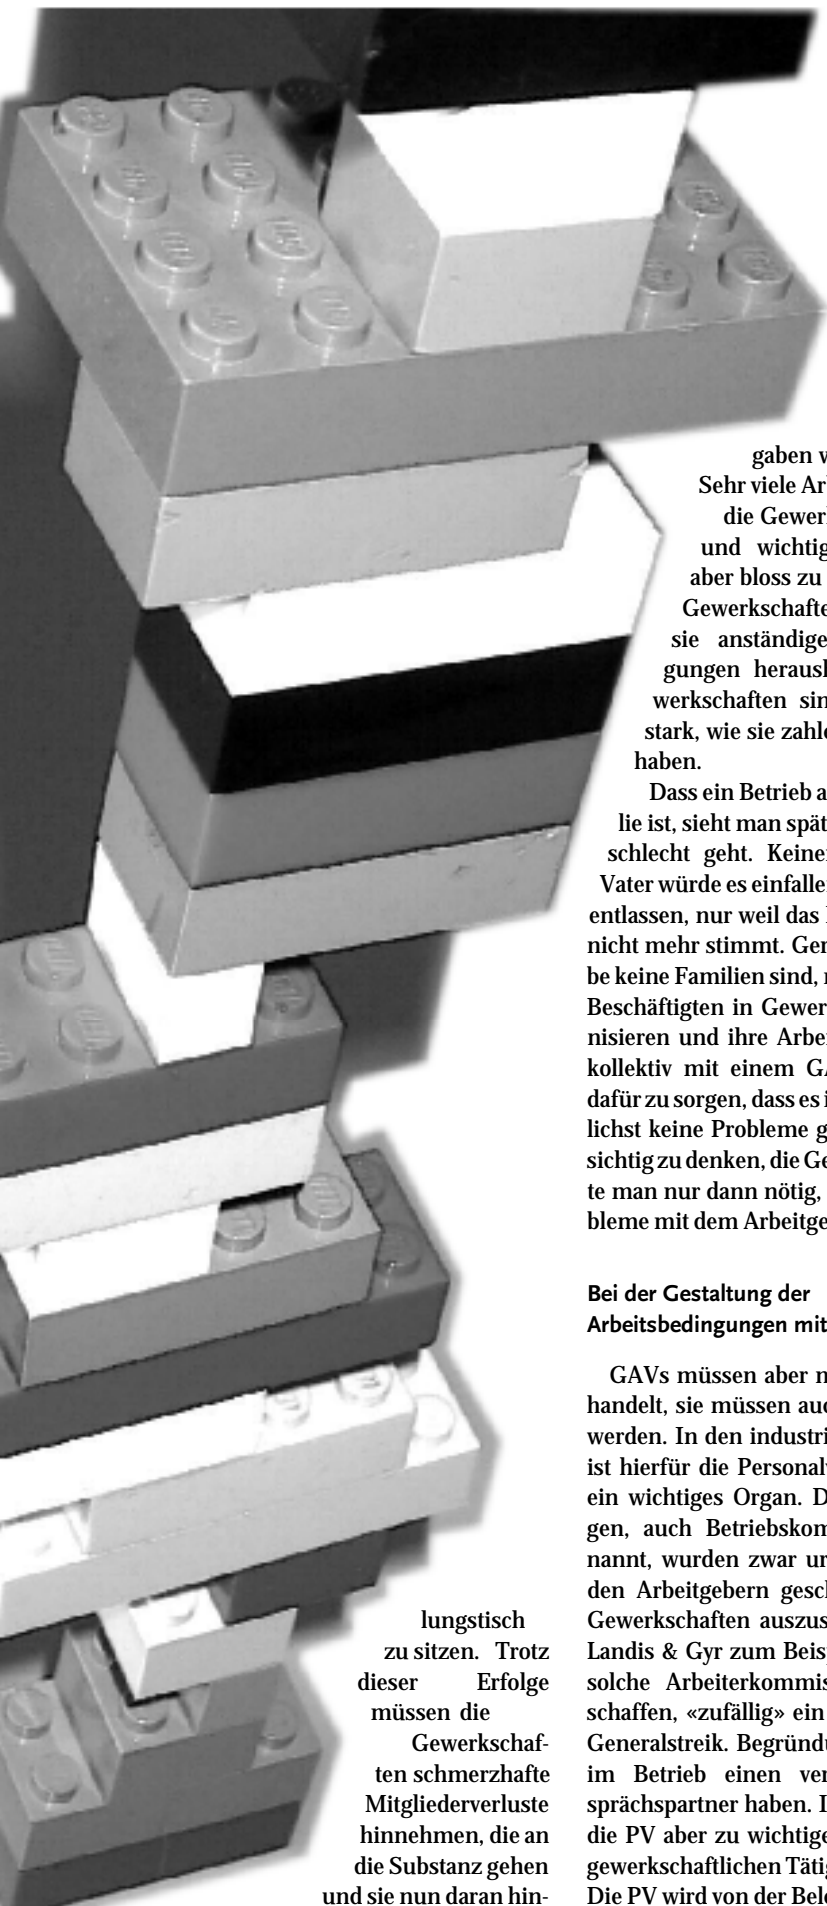 lungstisch
zu sitzen. Trotz
dieser Erfolge
müssen die
Gewerkschaf-
ten schmerzhafte
Mitgliederverluste
hinnehmen, die an
die Substanz gehen
und sie nun daran hin-
gaben v
Sehr viele Ar
die Gewer
und wichtig
aber bloss zu
Gewerkschafte
sie anständige
gungen heraus
werkschaften sin
stark, wie sie zahle
haben.
Dass ein Betrieb a
lie ist, sieht man spät
schlecht geht. Keine
Vater würde es einfalle
entlassen, nur weil das
nicht mehr stimmt. Ger
be keine Familien sind,
Beschäftigten in Gewer
nisieren und ihre Arbei
kollektiv mit einem GA
dafür zu sorgen, dass es i
lichst keine Probleme g
sichtig zu denken, die Ge
te man nur dann nötig,
bleme mit dem Arbeitge
Bei der Gestaltung der
Arbeitsbedingungen mit
GAVs müssen aber n
handelt, sie müssen auc
werden. In den industri
ist hierfür die Personal
ein wichtiges Organ. D
gen, auch Betriebskom
nannt, wurden zwar ur
den Arbeitgebern gesc
Gewerkschaften auszus
Landis & Gyr zum Beis
solche Arbeiterkommis
schaffen, «zufällig» ein
Generalstreik. Begründ
im Betrieb einen ver
sprächspartner haben. I
die PV aber zu wichtige
gewerkschaftlichen Tätig
Die PV wird von der Bel